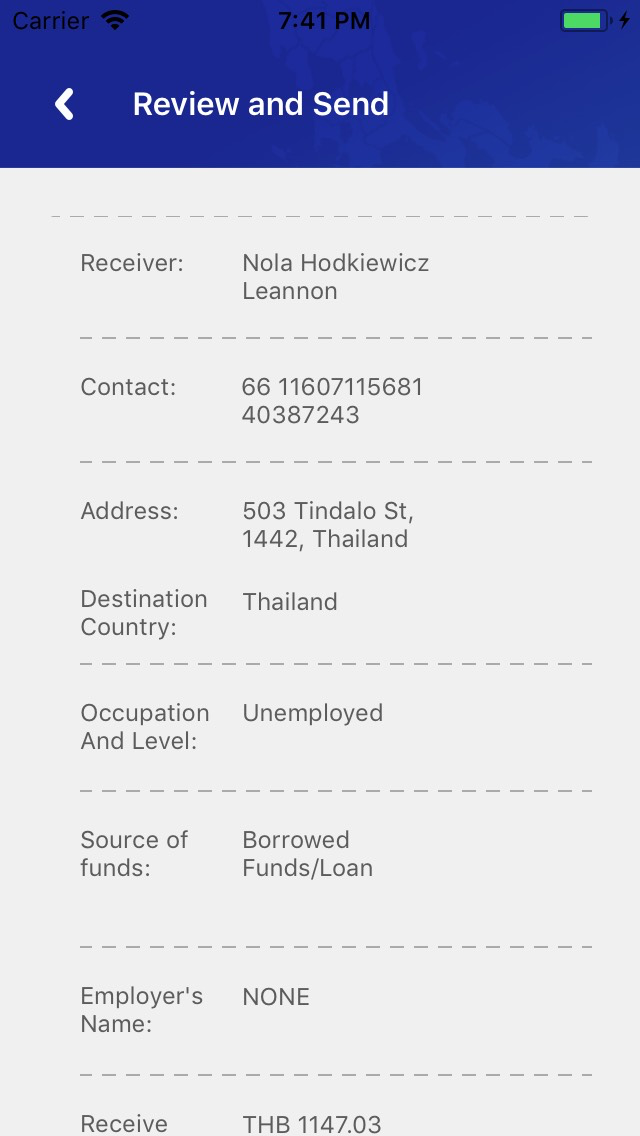 Carrier 7:41 PM
Review and Send
Receiver: Nola Hodkiewicz
Leannon
Contact: 66 11607115681
40387243
Address: 503 Tindalo St,
1442, Thailand
Destination Thailand
Country:
Occupation Unemployed
And Level:
Source of Borrowed
funds: Funds/Loan
Employer's NONE
Name:
Receive THB 1147.03